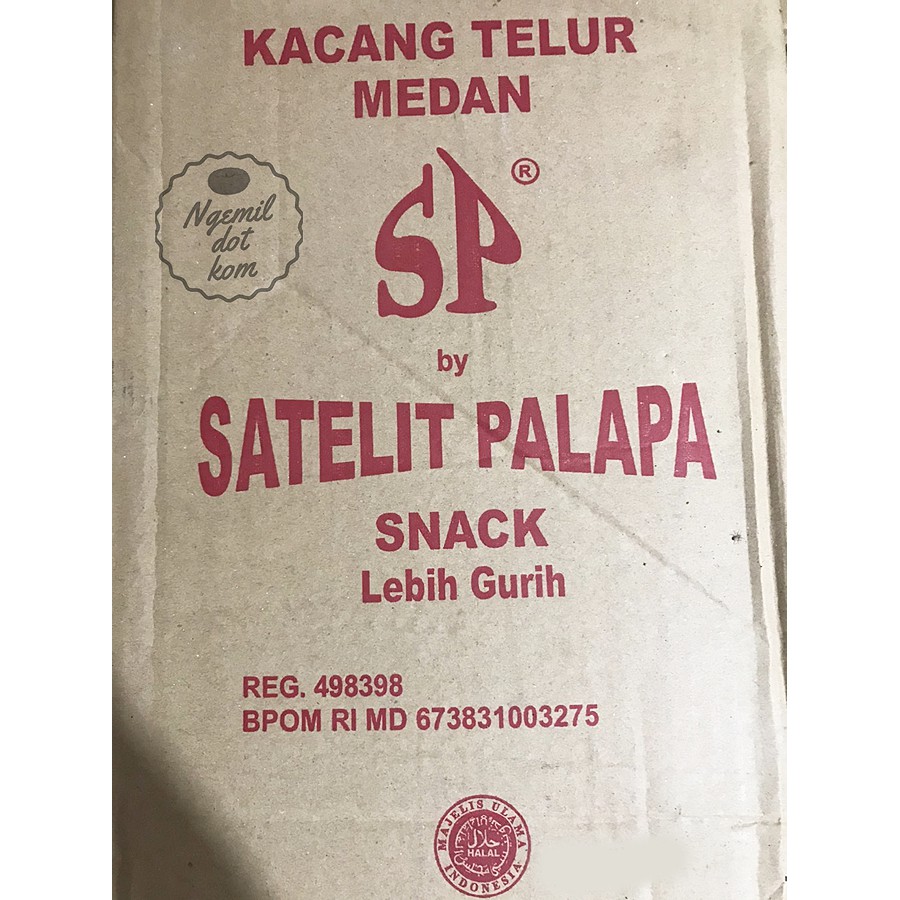 KACANG TELUR
MEDAN
SP®
Ngemil
dot
kom
by
SATELIT PALAPA
SNACK
Lebih Gurih
REG. 498398
BPOM RI MD 673831003275
MAJELIS ULAMA
حلال
HALAL
INDONESIA